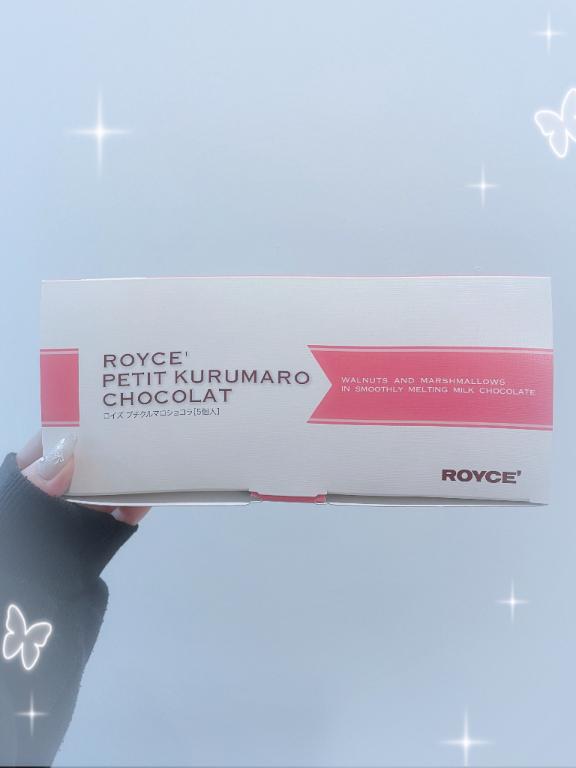 ROYCE'
PETIT KURUMARO
CHOCOLAT
ロイズ プチクルマロショコラ[5個入]
WALNUTS AND MARSHMALLOWS
IN SMOOTHLY MELTING MILK CHOCOLATE
ROYCE'